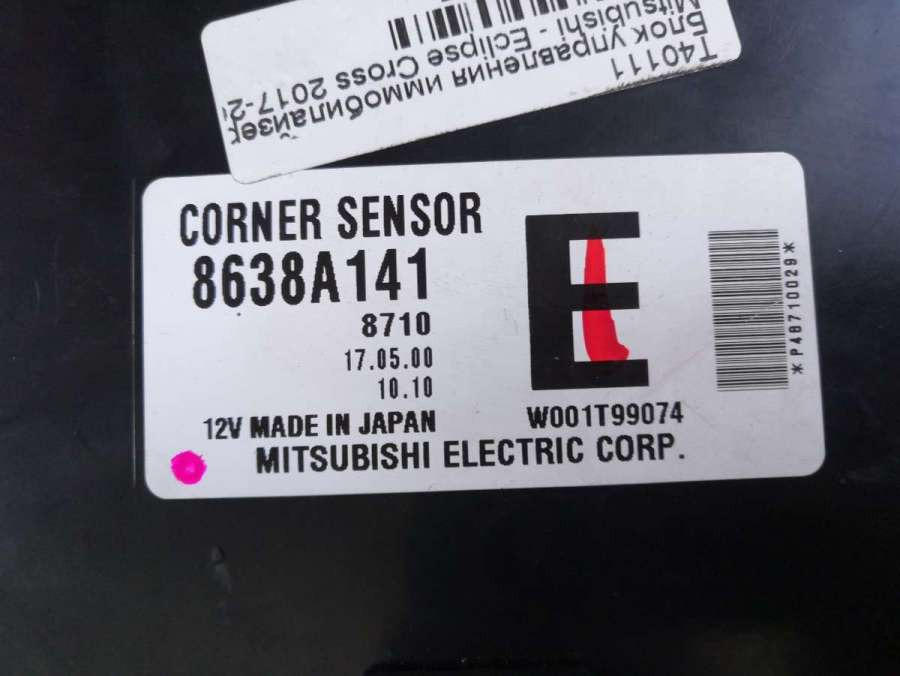 T40111
Блок управления иммобилайзер
Mitsubishi - Eclipse Cross 2017-2
CORNER SENSOR
8638A141
8710
17.05.00
10.10
12V MADE IN JAPAN
MITSUBISHI ELECTRIC CORP.
E
W001T99074
*P48710029*